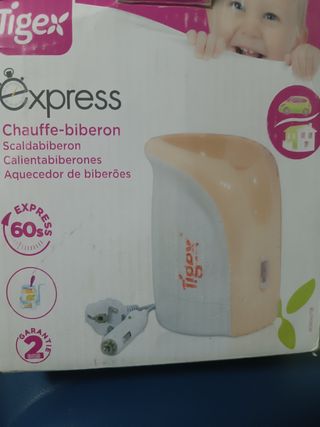 Tigex
express
Chauffe-biberon
Scaldabiberon
Calientabiberones
Aquecedor de biberões
EXPRESS
60s
Tigex
GARANTIE
2